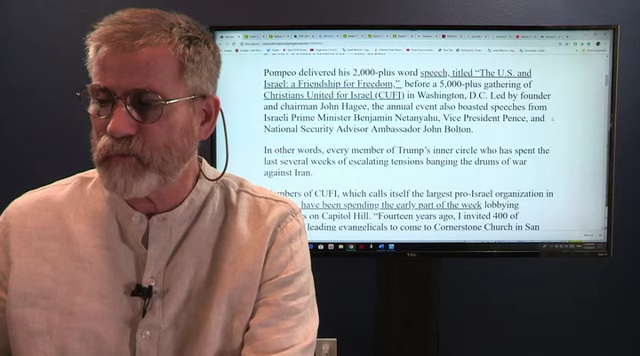 Pompeo delivered his 2,000-plus word speech, titled “The U.S. and
Israel: a Friendship for Freedom,” before a 5,000-plus gathering of
Christians United for Israel (CUFI) in Washington, D.C. Led by founder
and chairman John Hagee, the annual event also boasted speeches from
Israeli Prime Minister Benjamin Netanyahu, Vice President Pence, and
National Security Advisor Ambassador John Bolton.
In other words, every member of Trump’s inner circle who has spent the
last several weeks of escalating tensions banging the drums of war
against Iran.
mbers of CUFI, which calls itself the largest pro-Israel organization in
have been spending the early part of the week lobbying
s on Capitol Hill. “Fourteen years ago, I invited 400 of
leading evangelicals to come to Cornerstone Church in San
TCL